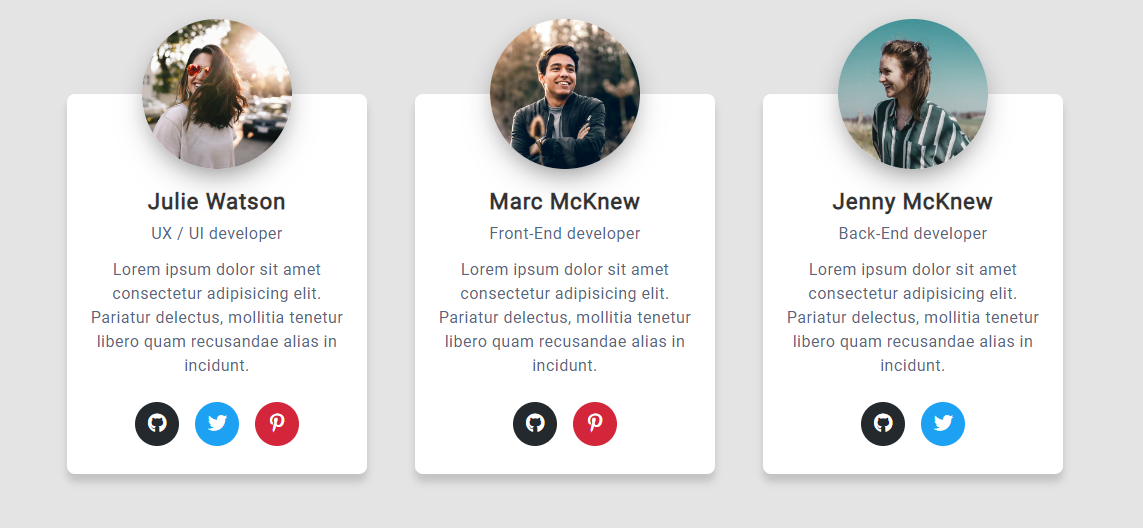 Julie Watson
UX / UI developer
Lorem ipsum dolor sit amet
consectetur adipisicing elit.
Pariatur delectus, mollitia tenetur
libero quam recusandae alias in
incidunt.
Marc McKnew
Front-End developer
Lorem ipsum dolor sit amet
consectetur adipisicing elit.
Pariatur delectus, mollitia tenetur
libero quam recusandae alias in
incidunt.
Jenny McKnew
Back-End developer
Lorem ipsum dolor sit amet
consectetur adipisicing elit.
Pariatur delectus, mollitia tenetur
libero quam recusandae alias in
incidunt.